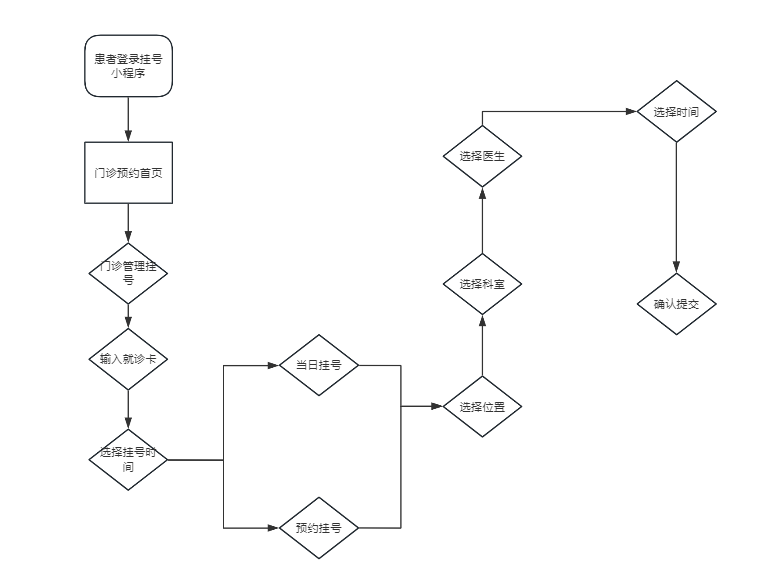 患者登录挂号
小程序
门诊预约首页
门诊管理挂
号
输入就诊卡
选择挂号时
间
当日挂号
预约挂号
选择位置
选择科室
选择医生
选择时间
确认提交